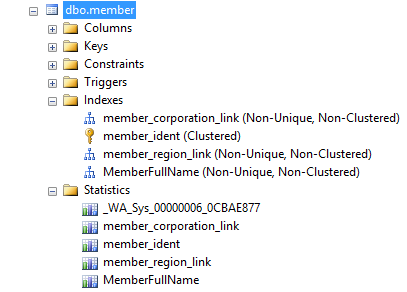 dbo.member
Columns
Keys
Constraints
Triggers
Indexes
member_corporation_link (Non-Unique, Non-Clustered)
member_ident (Clustered)
member_region_link (Non-Unique, Non-Clustered)
MemberFullName (Non-Unique, Non-Clustered)
Statistics
_WA_Sys_00000006_0CBAE877
member_corporation_link
member_ident
member_region_link
MemberFullName